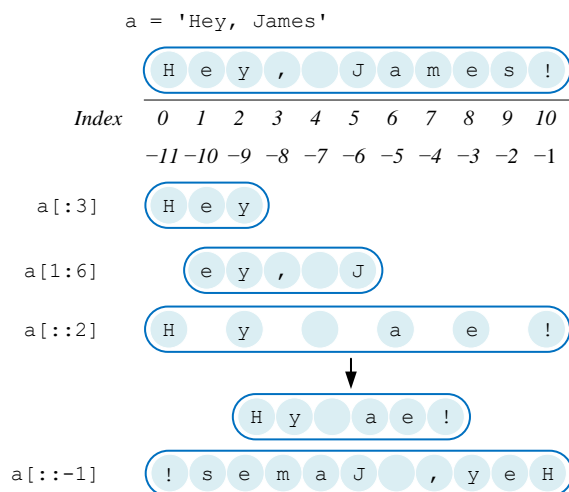 a = 'Hey, James'
H e y , J a m e s !
Index 0 1 2 3 4 5 6 7 8 9 10
−11 −10 −9 −8 −7 −6 −5 −4 −3 −2 −1
a[:3] H e y
a[1:6] e y , J
a[::2] H y a e !
H y a e !
a[::-1] ! s e m a J , y e H